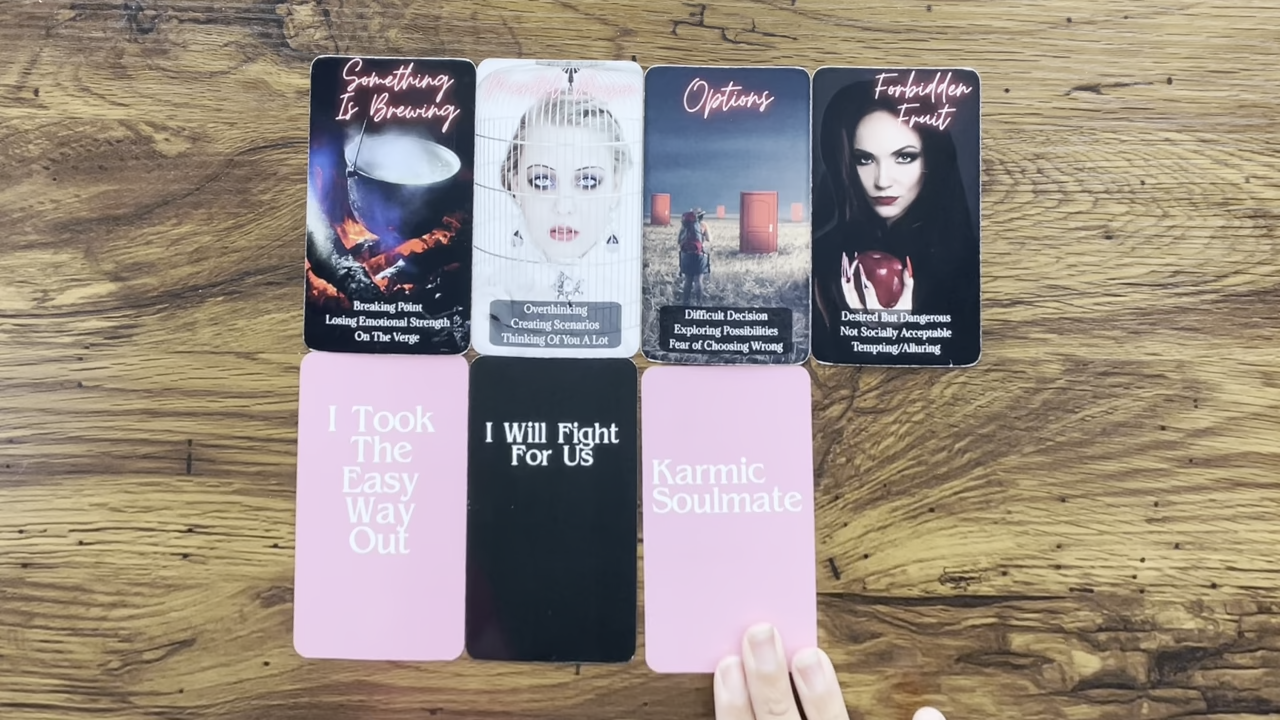 Something
Is Brewing
Breaking Point
Losing Emotional Strength
On The Verge
Overthinking
Creating Scenarios
Thinking Of You A Lot
Options
Difficult Decision
Exploring Possibilities
Fear of Choosing Wrong
Forbidden
Fruit
Desired But Dangerous
Not Socially Acceptable
Tempting/Alluring
I Took
The
Easy
Way
Out
I Will Fight
For Us
Karmic
Soulmate